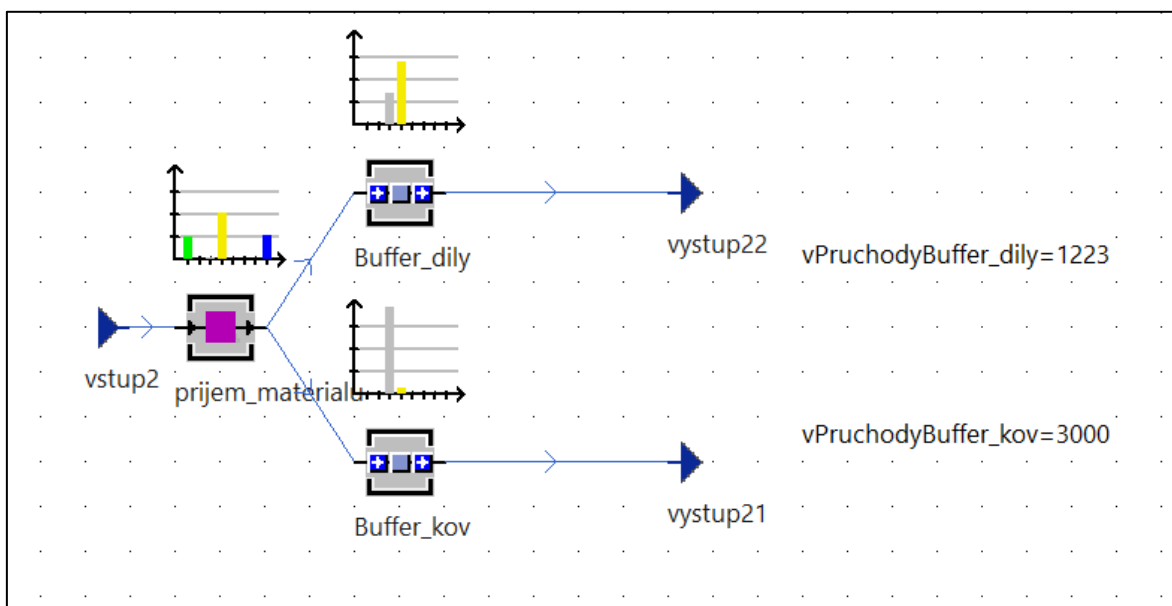 Buffer_dily
vystup22
vPruchodyBuffer_dily=1223
vstup2
prijem_materialu
Buffer_kov
vystup21
vPruchodyBuffer_kov=3000